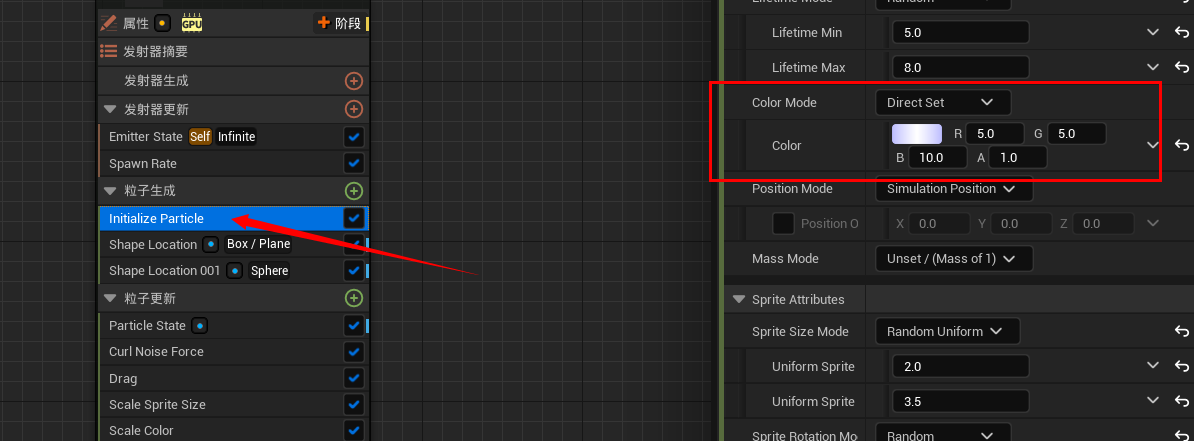 属性 GPU 阶段
发射器摘要
发射器生成
发射器更新
Emitter State Self Infinite
Spawn Rate
粒子生成
Initialize Particle
Shape Location Box / Plane
Shape Location 001 Sphere
粒子更新
Particle State
Curl Noise Force
Drag
Scale Sprite Size
Scale Color
Lifetime Mode Random
Lifetime Min 5.0
Lifetime Max 8.0
Color Mode Direct Set
Color R 5.0 G 5.0
B 10.0 A 1.0
Position Mode Simulation Position
Position O X 0.0 Y 0.0 Z 0.0
Mass Mode Unset / (Mass of 1)
Sprite Attributes
Sprite Size Mode Random Uniform
Uniform Sprite 2.0
Uniform Sprite 3.5
Sprite Rotation Mo Random